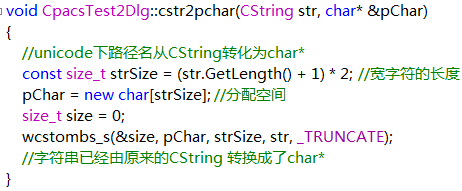 void CpacsTest2Dlg::cstr2pchar(CString str, char* &pChar)
{
//unicode下路径名从CString转化为char*
const size_t strSize = (str.GetLength() + 1) * 2; //宽字符的长度
pChar = new char[strSize]; //分配空间
size_t size = 0;
wcstombs_s(&size, pChar, strSize, str, _TRUNCATE);
//字符串已经由原来的CString 转换成了char*
}